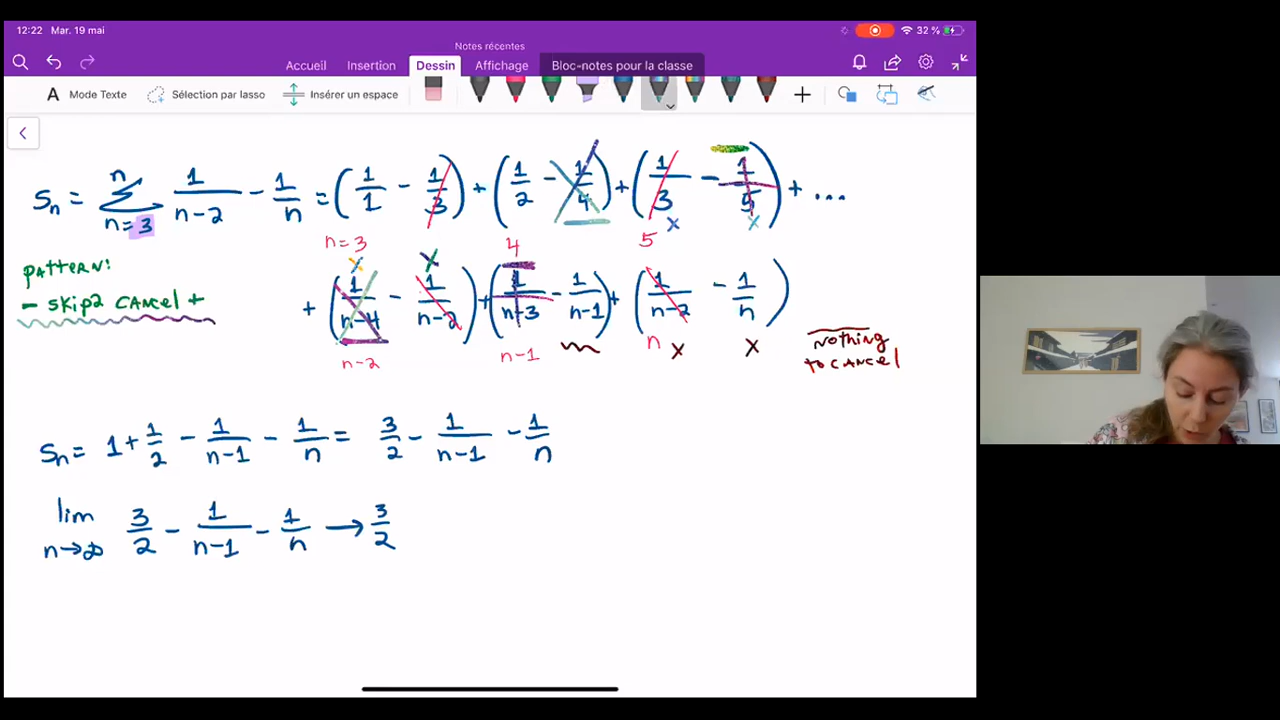 12:22 Mar. 19 mai
32 %
Notes récentes
Accueil Insertion Dessin Affichage Bloc-notes pour la classe
A Mode Texte Sélection par lasso Insérer un espace
Sn = n Σ n=3 1/(n-2) - 1/n = (1/1 - 1/3) + (1/2 - 1/4) + (1/3 - 1/5) + ...
x x
n=3 4 5
pattern:
- skip 2 cancel +
x x
+ (1/(n-4) - 1/(n-2)) + (1/(n-3) - 1/(n-1)) + (1/(n-2) - 1/n)
n-2 n-1 n x x
nothing
to cancel
Sn = 1 + 1/2 - 1/(n-1) - 1/n = 3/2 - 1/(n-1) - 1/n
lim n→∞ 3/2 - 1/(n-1) - 1/n → 3/2